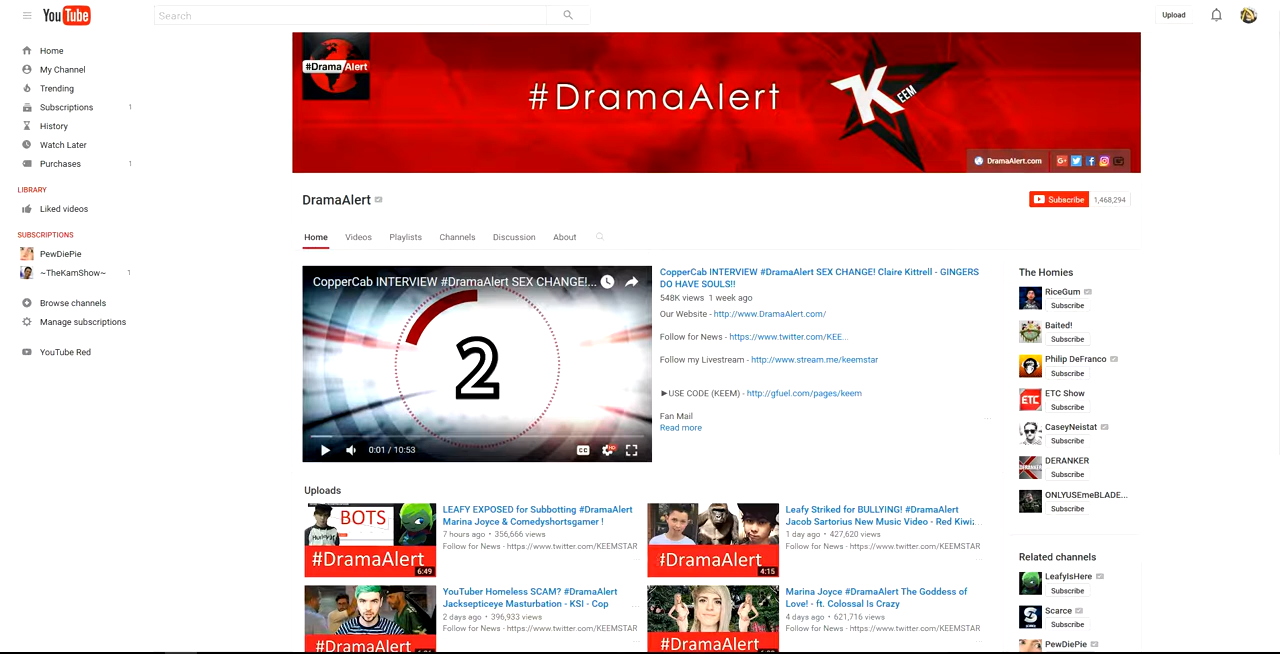 YouTube
Search
Upload
Home
My Channel
Trending
Subscriptions 1
History
Watch Later
Purchases 1
LIBRARY
Liked videos
SUBSCRIPTIONS
PewDiePie
~TheKamShow~ 1
Browse channels
Manage subscriptions
YouTube Red
#Drama Alert
#DramaAlert
KEEM
DramaAlert.com
DramaAlert
Subscribe 1,468,294
Home Videos Playlists Channels Discussion About
CopperCab INTERVIEW #DramaAlert SEX CHANGE!...
2
0:01 / 10:53
CC
HD
CopperCab INTERVIEW #DramaAlert SEX CHANGE! Claire Kittrell - GINGERS
DO HAVE SOULS!!
548K views 1 week ago
Our Website - http://www.DramaAlert.com/
Follow for News - https://www.twitter.com/KEE...
Follow my Livestream - http://www.stream.me/keemstar
►USE CODE (KEEM) - http://gfuel.com/pages/keem
Fan Mail
Read more
Uploads
BOTS
#DramaAlert
6:49
LEAFY EXPOSED for Subbotting #DramaAlert
Marina Joyce & Comedyshortsgamer !
7 hours ago • 356,666 views
Follow for News - https://www.twitter.com/KEEMSTAR
#DramaAlert
4:15
Leafy Striked for BULLYING! #DramaAlert
Jacob Sartorius New Music Video - Red Kiwiz...
1 day ago • 427,620 views
Follow for News - https://www.twitter.com/KEEMSTAR
#DramaAlert
YouTuber Homeless SCAM? #DramaAlert
Jacksepticeye Masturbation - KSI - Cop
2 days ago • 396,933 views
Follow for News - https://www.twitter.com/KEEMSTAR
#DramaAlert
Marina Joyce #DramaAlert The Goddess of
Love! - ft. Colossal Is Crazy
4 days ago • 621,716 views
Follow for News - https://www.twitter.com/KEEMSTAR
The Homies
RiceGum
Subscribe
Baited!
Subscribe
Philip DeFranco
Subscribe
ETC
ETC Show
Subscribe
CaseyNeistat
Subscribe
DERANKER
DERANKER
Subscribe
ONLYUSEmeBLADE...
Subscribe
Related channels
LeafyIsHere
Subscribe
Scarce
Subscribe
PewDiePie